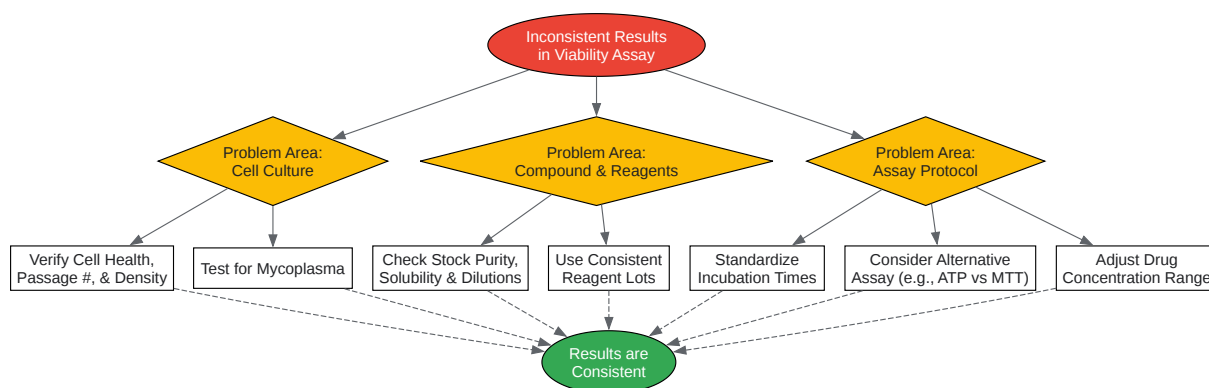 Inconsistent Results
in Viability Assay
Problem Area:
Cell Culture
Problem Area:
Compound & Reagents
Problem Area:
Assay Protocol
Verify Cell Health,
Passage #, & Density
Test for Mycoplasma
Check Stock Purity,
Solubility & Dilutions
Use Consistent
Reagent Lots
Standardize
Incubation Times
Consider Alternative
Assay (e.g., ATP vs MTT)
Adjust Drug
Concentration Range
Results are
Consistent